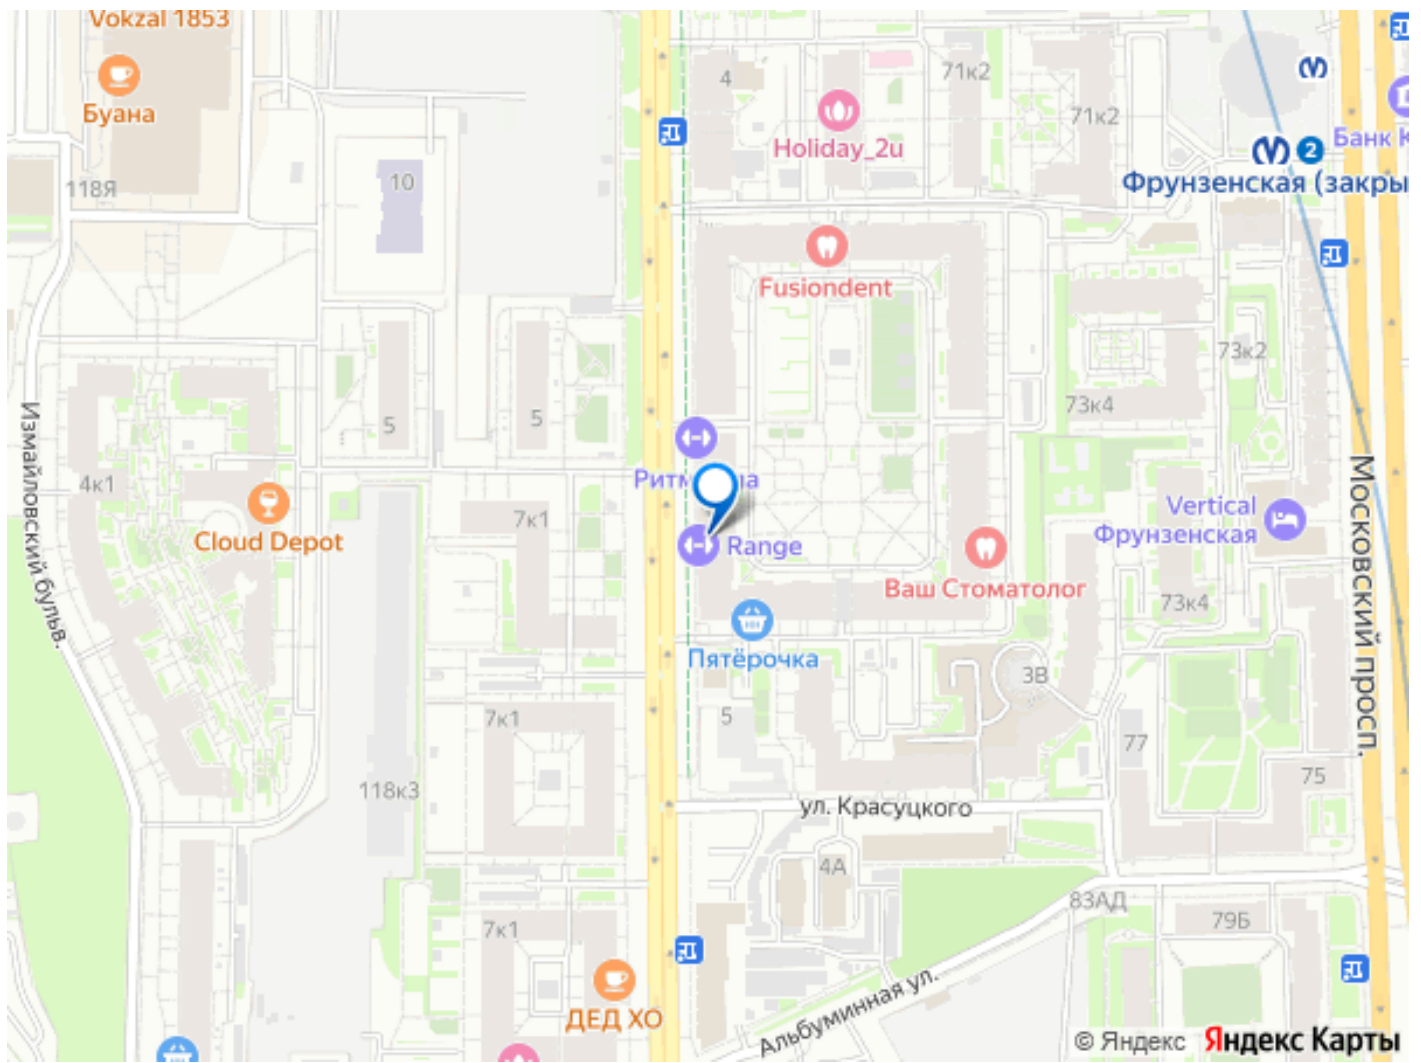 Vokzal 1853
Буана
4
71к2
Holiday_2u
71к2
Банк К
2
Фрунзенская (закры
118Я
10
Fusiondent
73к2
73к4
5
5
Измайловский бульв.
4к1
Cloud Depot
7к1
Range
Vertical
Фрунзенская
Московский просп.
Ваш Стоматолог
73к4
Пятёрочка
3В
5
7к1
77
75
118к3
ул. Красуцкого
4А
83АД
79Б
7к1
ДЕД ХО
Альбуминная ул.
© Яндекс Яндекс Карты